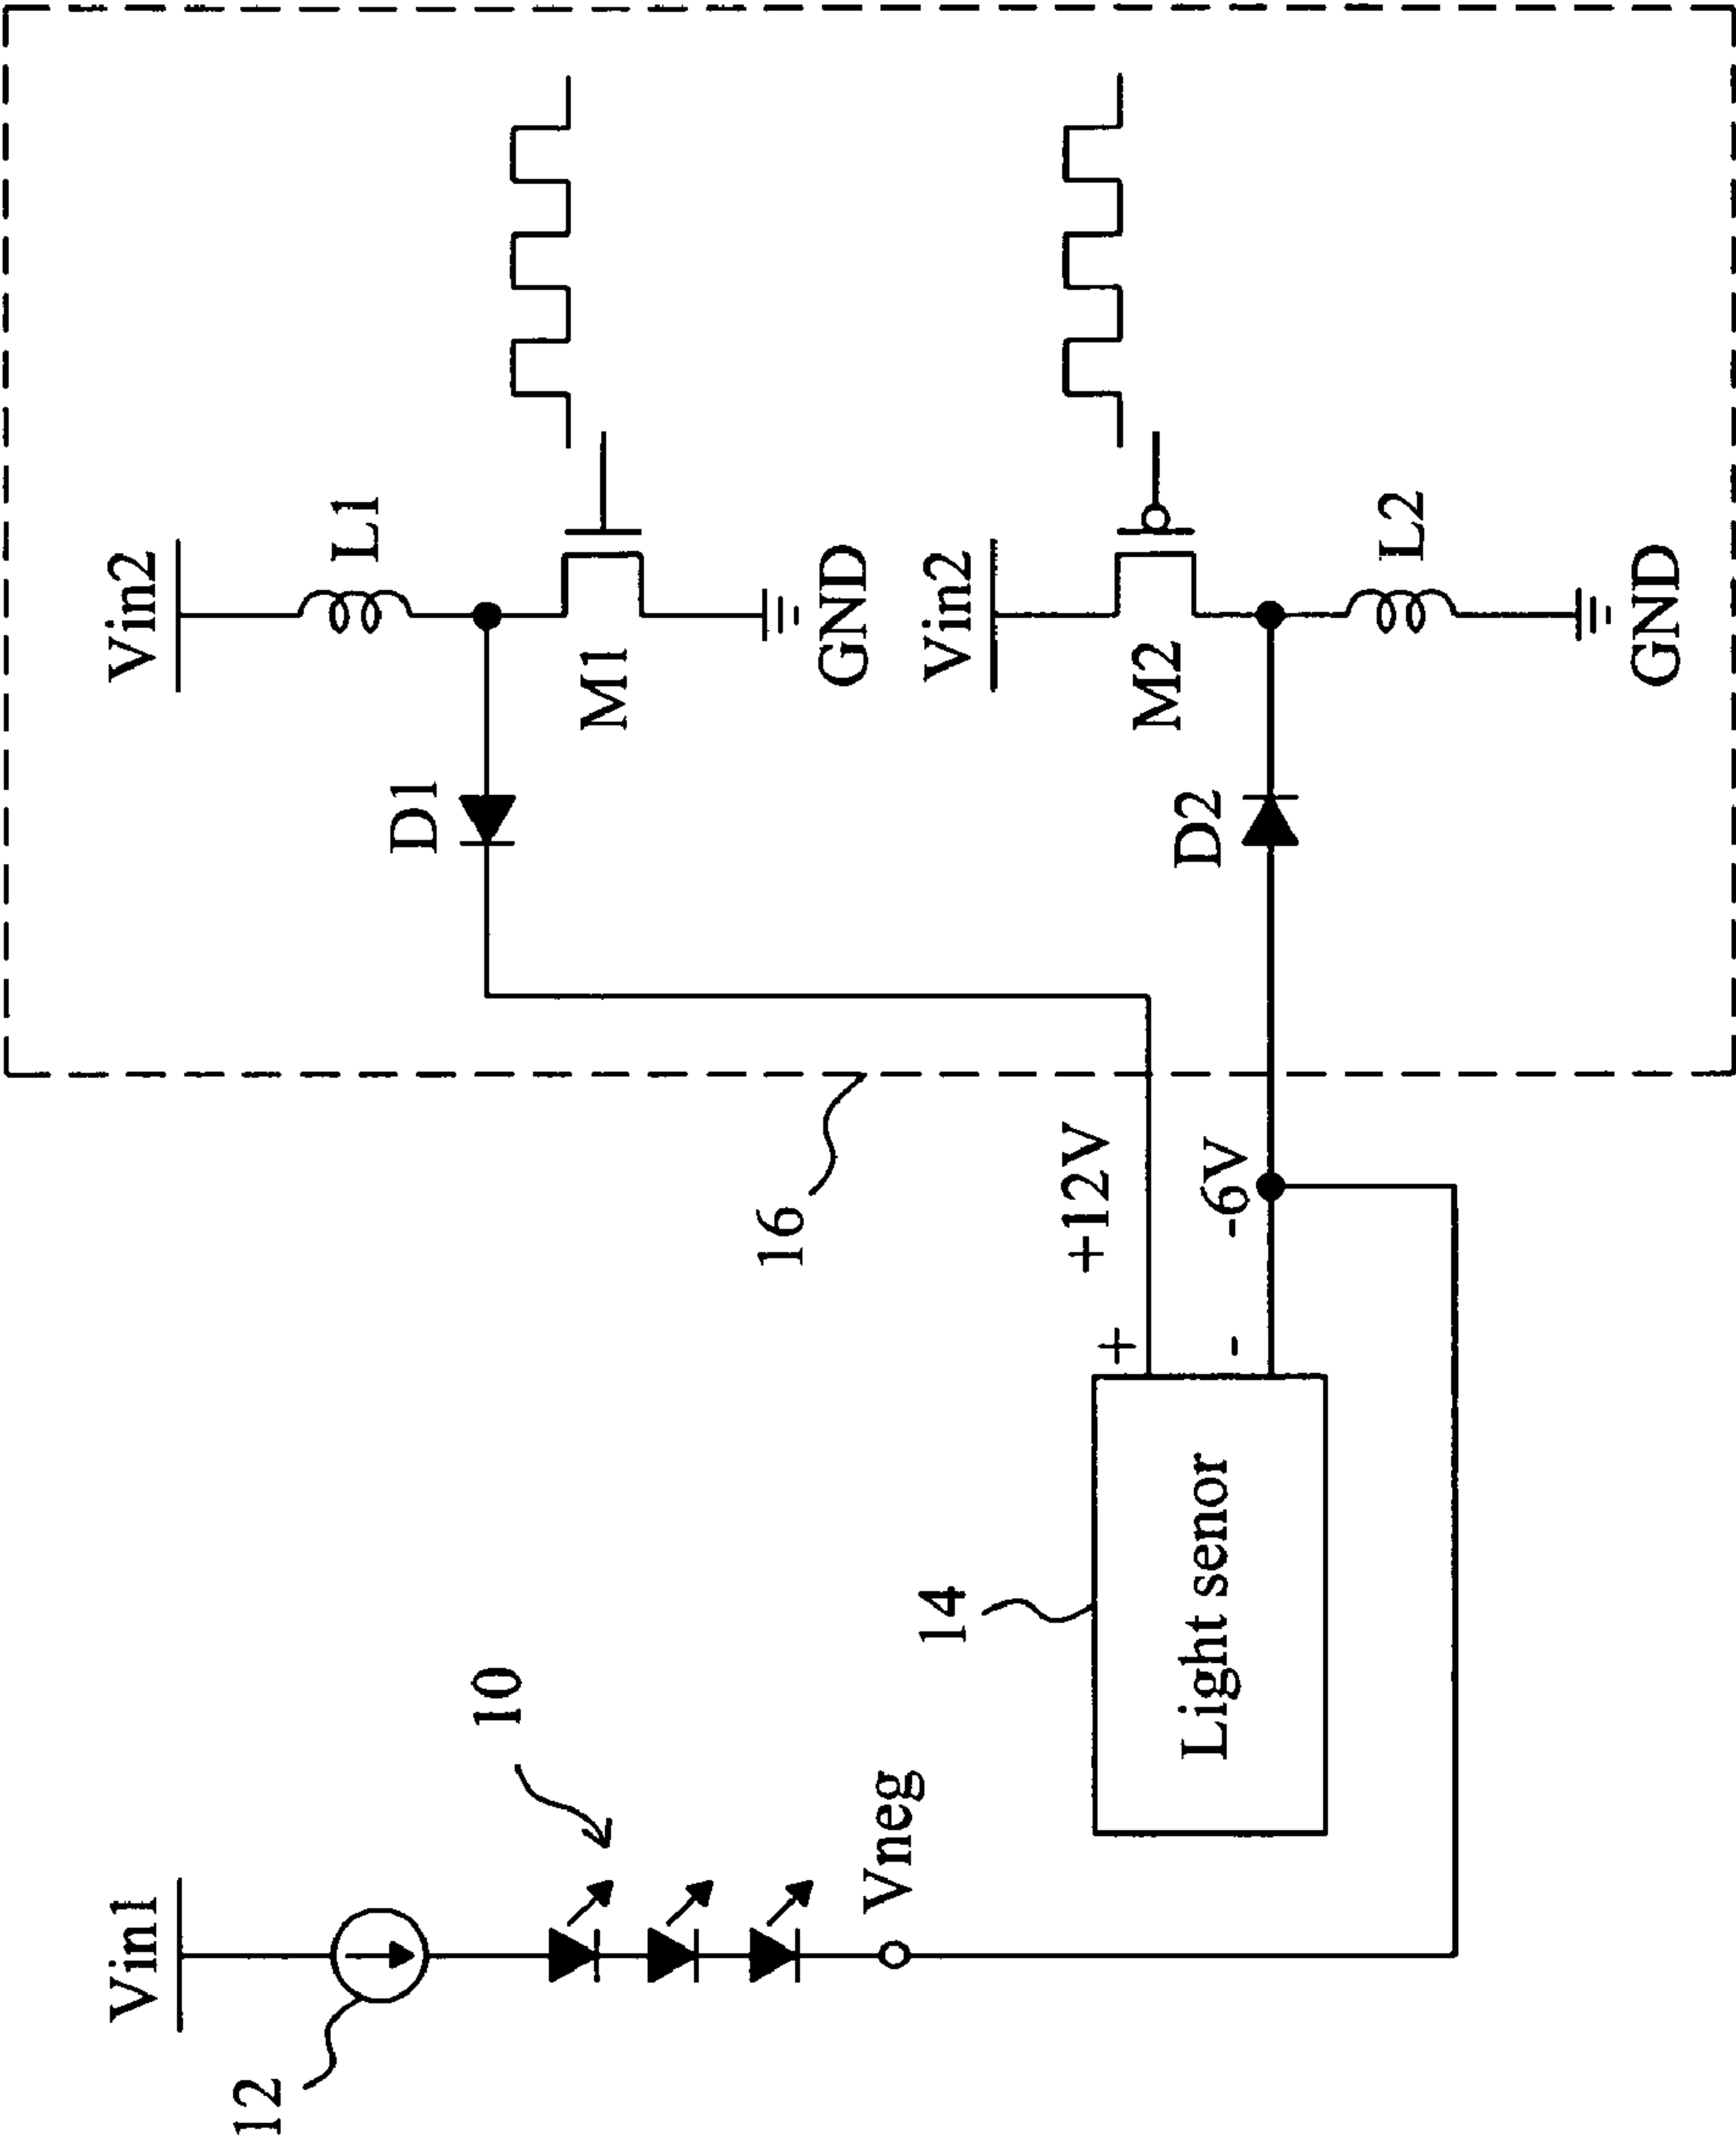 Vin1
12
10
Vneg
14
Light senor
+
-
+12V
-6V
16
D1
Vin2
L1
M1
GND
D2
Vin2
M2
L2
GND